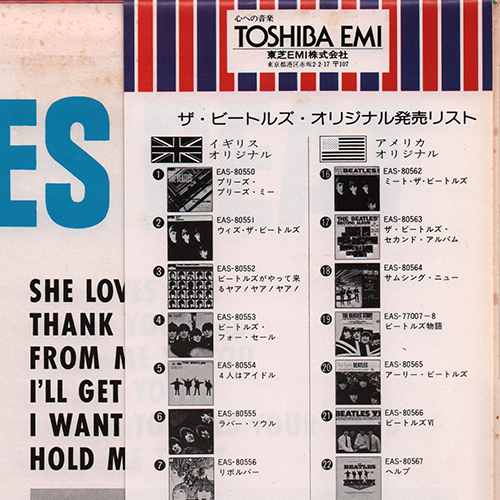 心への音楽
TOSHIBA EMI
東芝EMI株式会社
東京都港区赤坂2-2-17 〒107
ザ・ビートルズ・オリジナル発売リスト
イギリス
オリジナル
1 EAS-80550
プリーズ・
プリーズ・ミー
2 EAS-80551
ウィズ・ザ・ビートルズ
3 EAS-80552
ビートルズがやって来
るヤァ!ヤァ!ヤァ!
4 EAS-80553
ビートルズ・
フォー・セール
5 EAS-80554
4人はアイドル
6 EAS-80555
ラバー・ソウル
7 EAS-80556
リボルバー
アメリカ
オリジナル
16 EAS-80562
ミート・ザ・ビートルズ
17 EAS-80563
ザ・ビートルズ・
セカンド・アルバム
18 EAS-80564
サムシング・ニュー
19 EAS-77007〜8
ビートルズ物語
20 EAS-80565
アーリー・ビートルズ
21 EAS-80566
ビートルズVI
22 EAS-80567
ヘルプ
ES
SHE LOVES
THANK YOU
FROM ME
I'LL GET
I WANT TO
HOLD ME